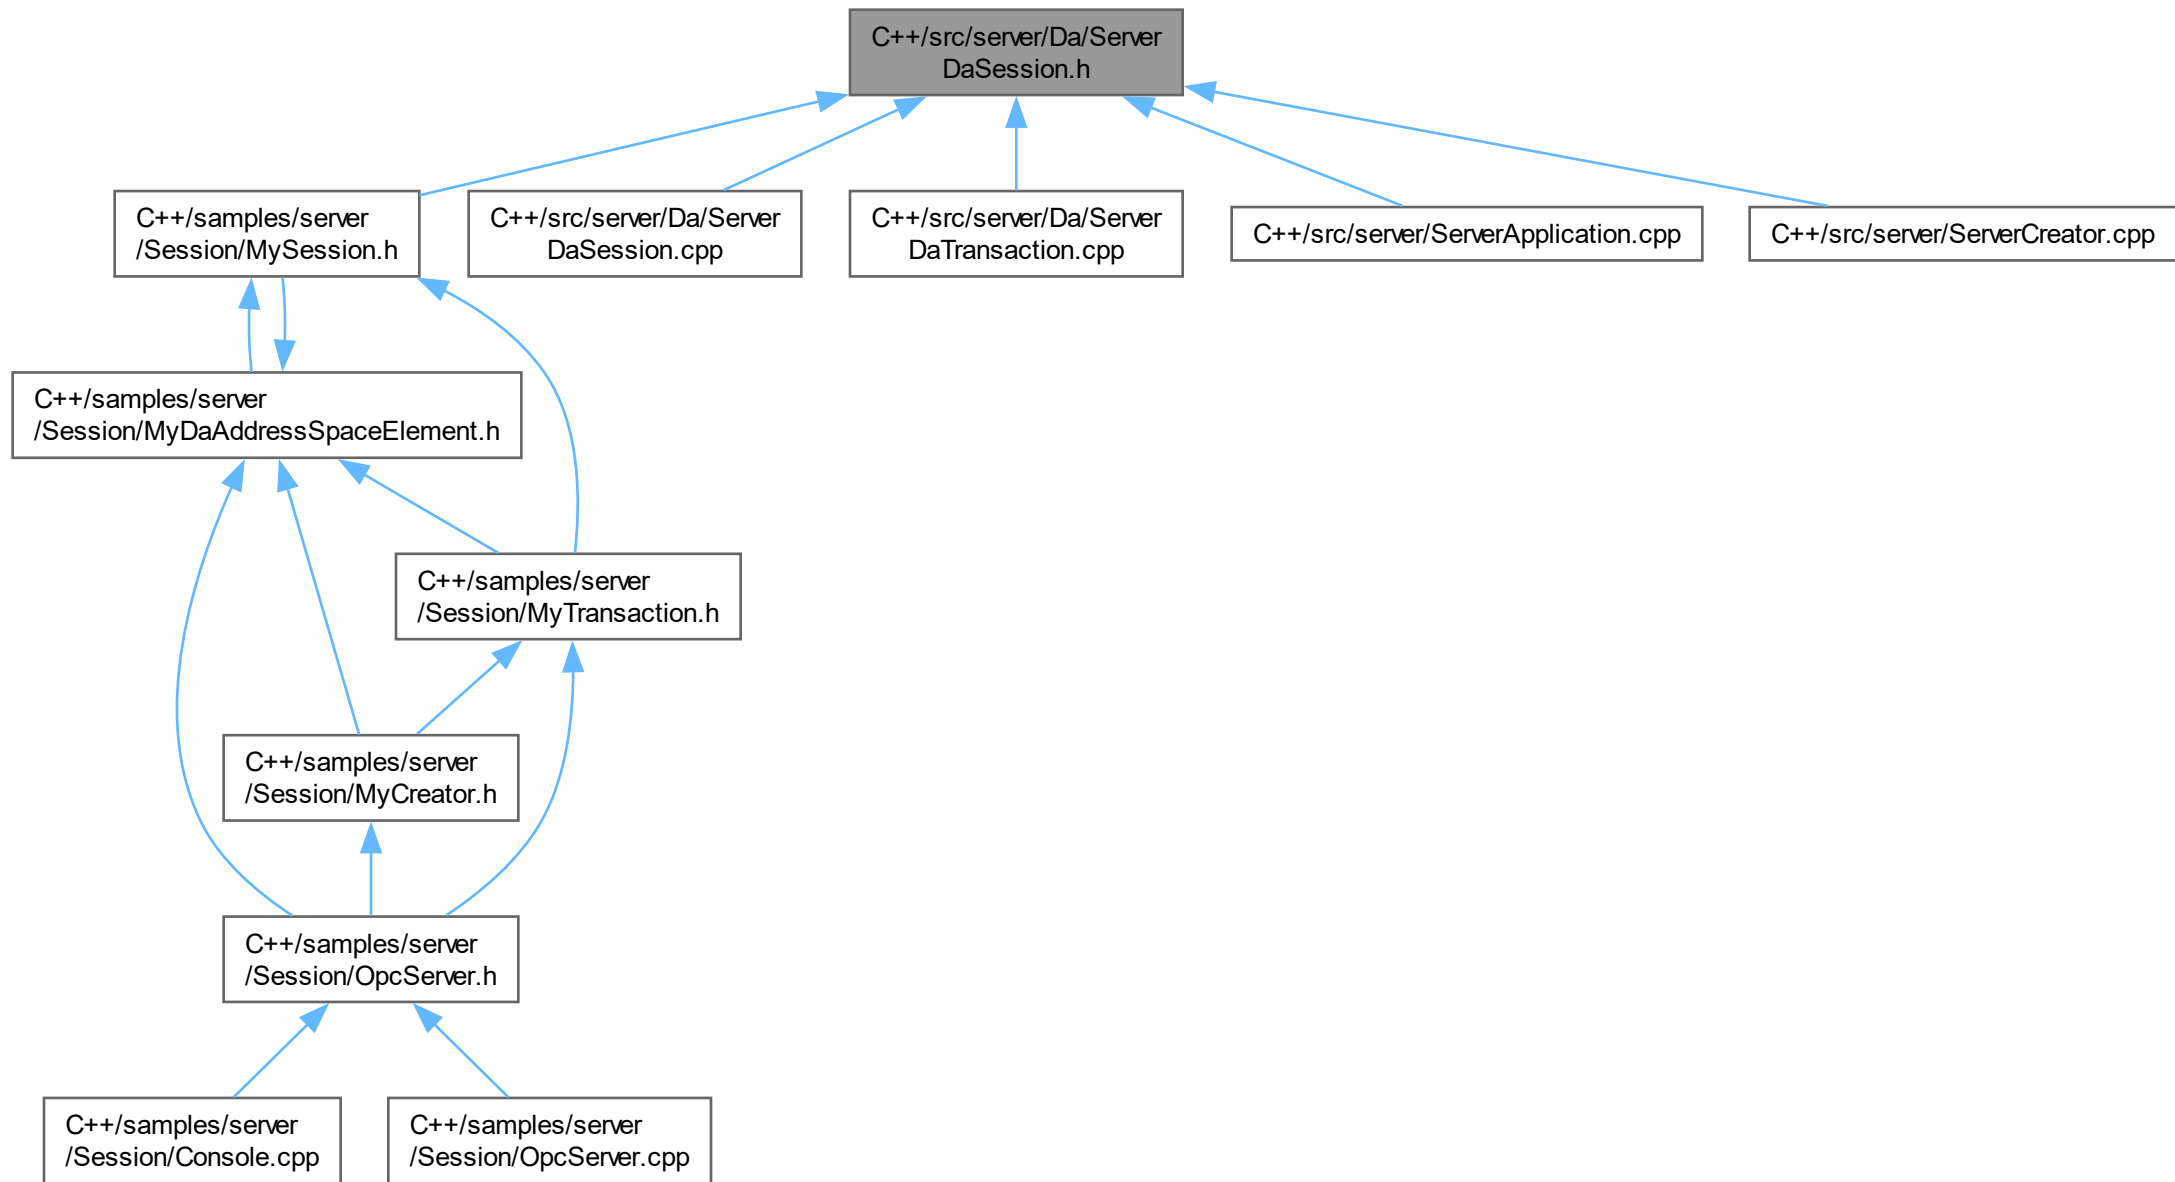 C++/src/server/Da/Server
DaSession.h
C++/samples/server
/Session/MySession.h
C++/src/server/Da/Server
DaSession.cpp
C++/src/server/Da/Server
DaTransaction.cpp
C++/src/server/ServerApplication.cpp
C++/src/server/ServerCreator.cpp
C++/samples/server
/Session/MyDaAddressSpaceElement.h
C++/samples/server
/Session/MyTransaction.h
C++/samples/server
/Session/MyCreator.h
C++/samples/server
/Session/OpcServer.h
C++/samples/server
/Session/Console.cpp
C++/samples/server
/Session/OpcServer.cpp